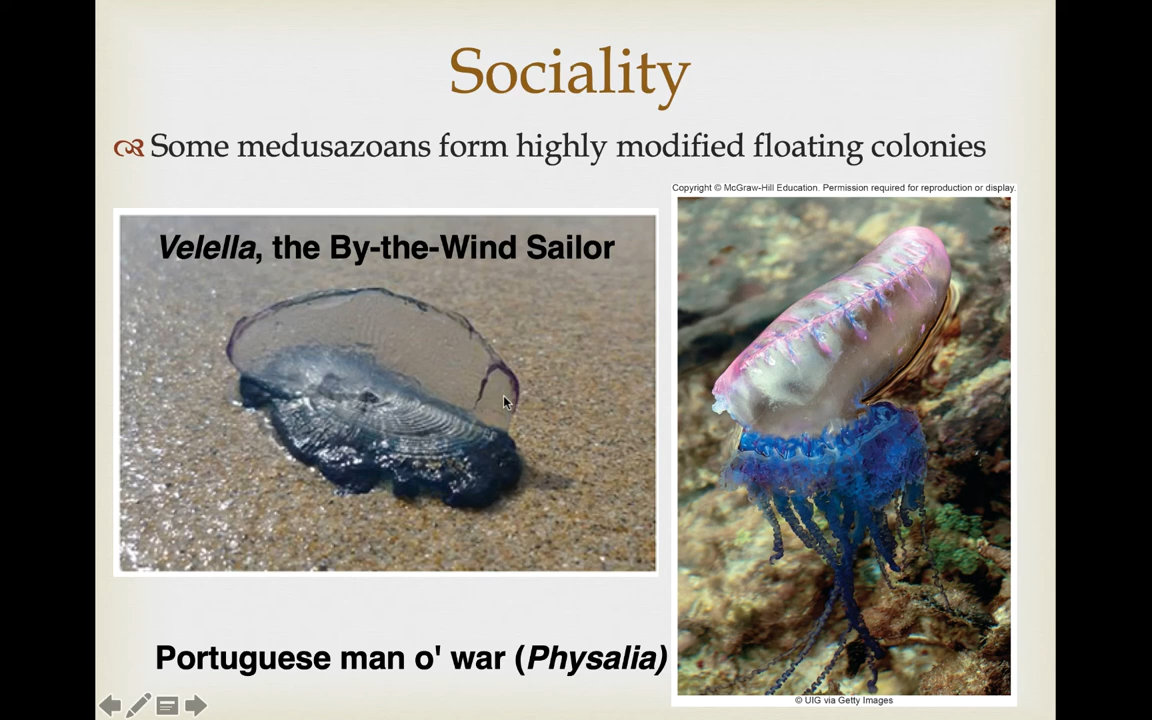 Sociality
Some medusazoans form highly modified floating colonies
Copyright © McGraw-Hill Education. Permission required for reproduction or display.
Velella, the By-the-Wind Sailor
Portuguese man o' war (Physalia)
© UIG via Getty Images